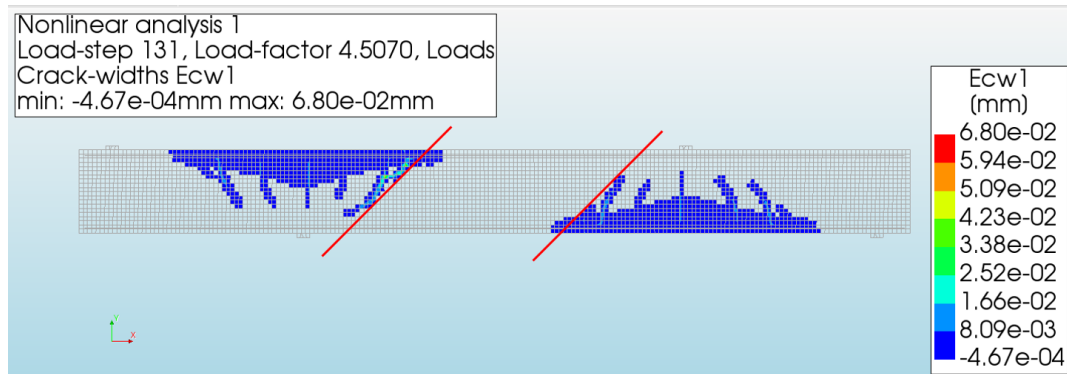 Nonlinear analysis 1
Load-step 131, Load-factor 4.5070, Loads
Crack-widths Ecw1
min: -4.67e-04mm max: 6.80e-02mm
Ecw1
(mm)
6.80e-02
5.94e-02
5.09e-02
4.23e-02
3.38e-02
2.52e-02
1.66e-02
8.09e-03
-4.67e-04
Y
X